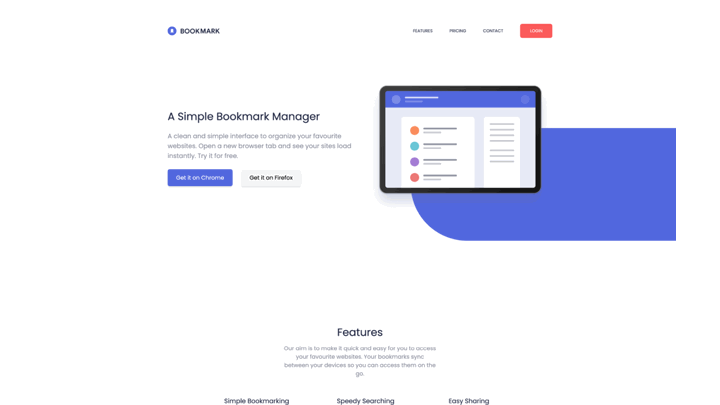 BOOKMARK
FEATURES PRICING CONTACT LOGIN
A Simple Bookmark Manager
A clean and simple interface to organize your favourite
websites. Open a new browser tab and see your sites load
instantly. Try it for free.
Get it on Chrome Get it on Firefox
Features
Our aim is to make it quick and easy for you to access
your favourite websites. Your bookmarks sync
between your devices so you can access them on the
go.
Simple Bookmarking Speedy Searching Easy Sharing